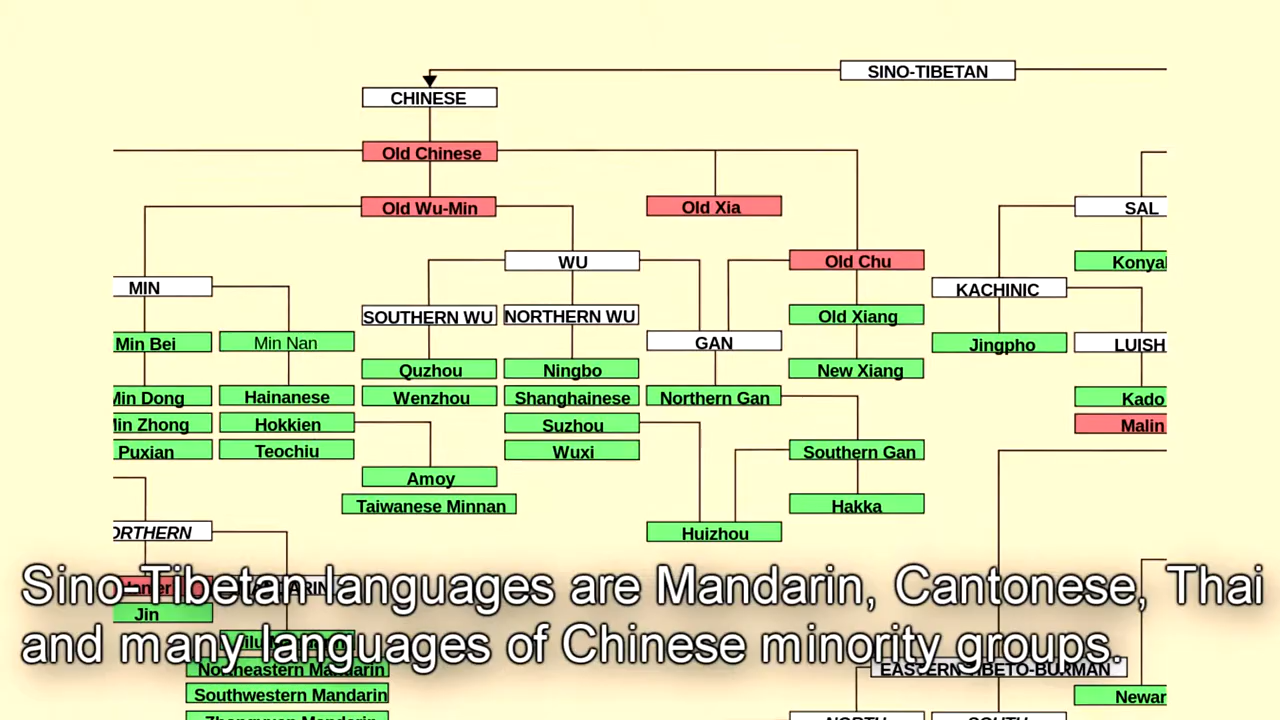 SINO-TIBETAN
CHINESE
Old Chinese
Old Wu-Min
Old Xia
SAL
WU
Old Chu
MIN
KACHINIC
SOUTHERN WU
NORTHERN WU
Old Xiang
GAN
Min Bei
Min Nan
Jingpho
LUISH
Quzhou
Ningbo
New Xiang
Hainanese
Wenzhou
Shanghainese
Northern Gan
Min Dong
Kado
Min Zhong
Hokkien
Suzhou
Malin
Puxian
Teochiu
Wuxi
Southern Gan
Amoy
Taiwanese Minnan
Hakka
Huizhou
Sino-Tibetan languages are Mandarin, Cantonese, Thai
Jin
and many languages of Chinese minority groups.
Northeastern Mandarin
EASTERN TIBETO-BURMAN
Southwestern Mandarin
Newar
NORTH
SOUTH